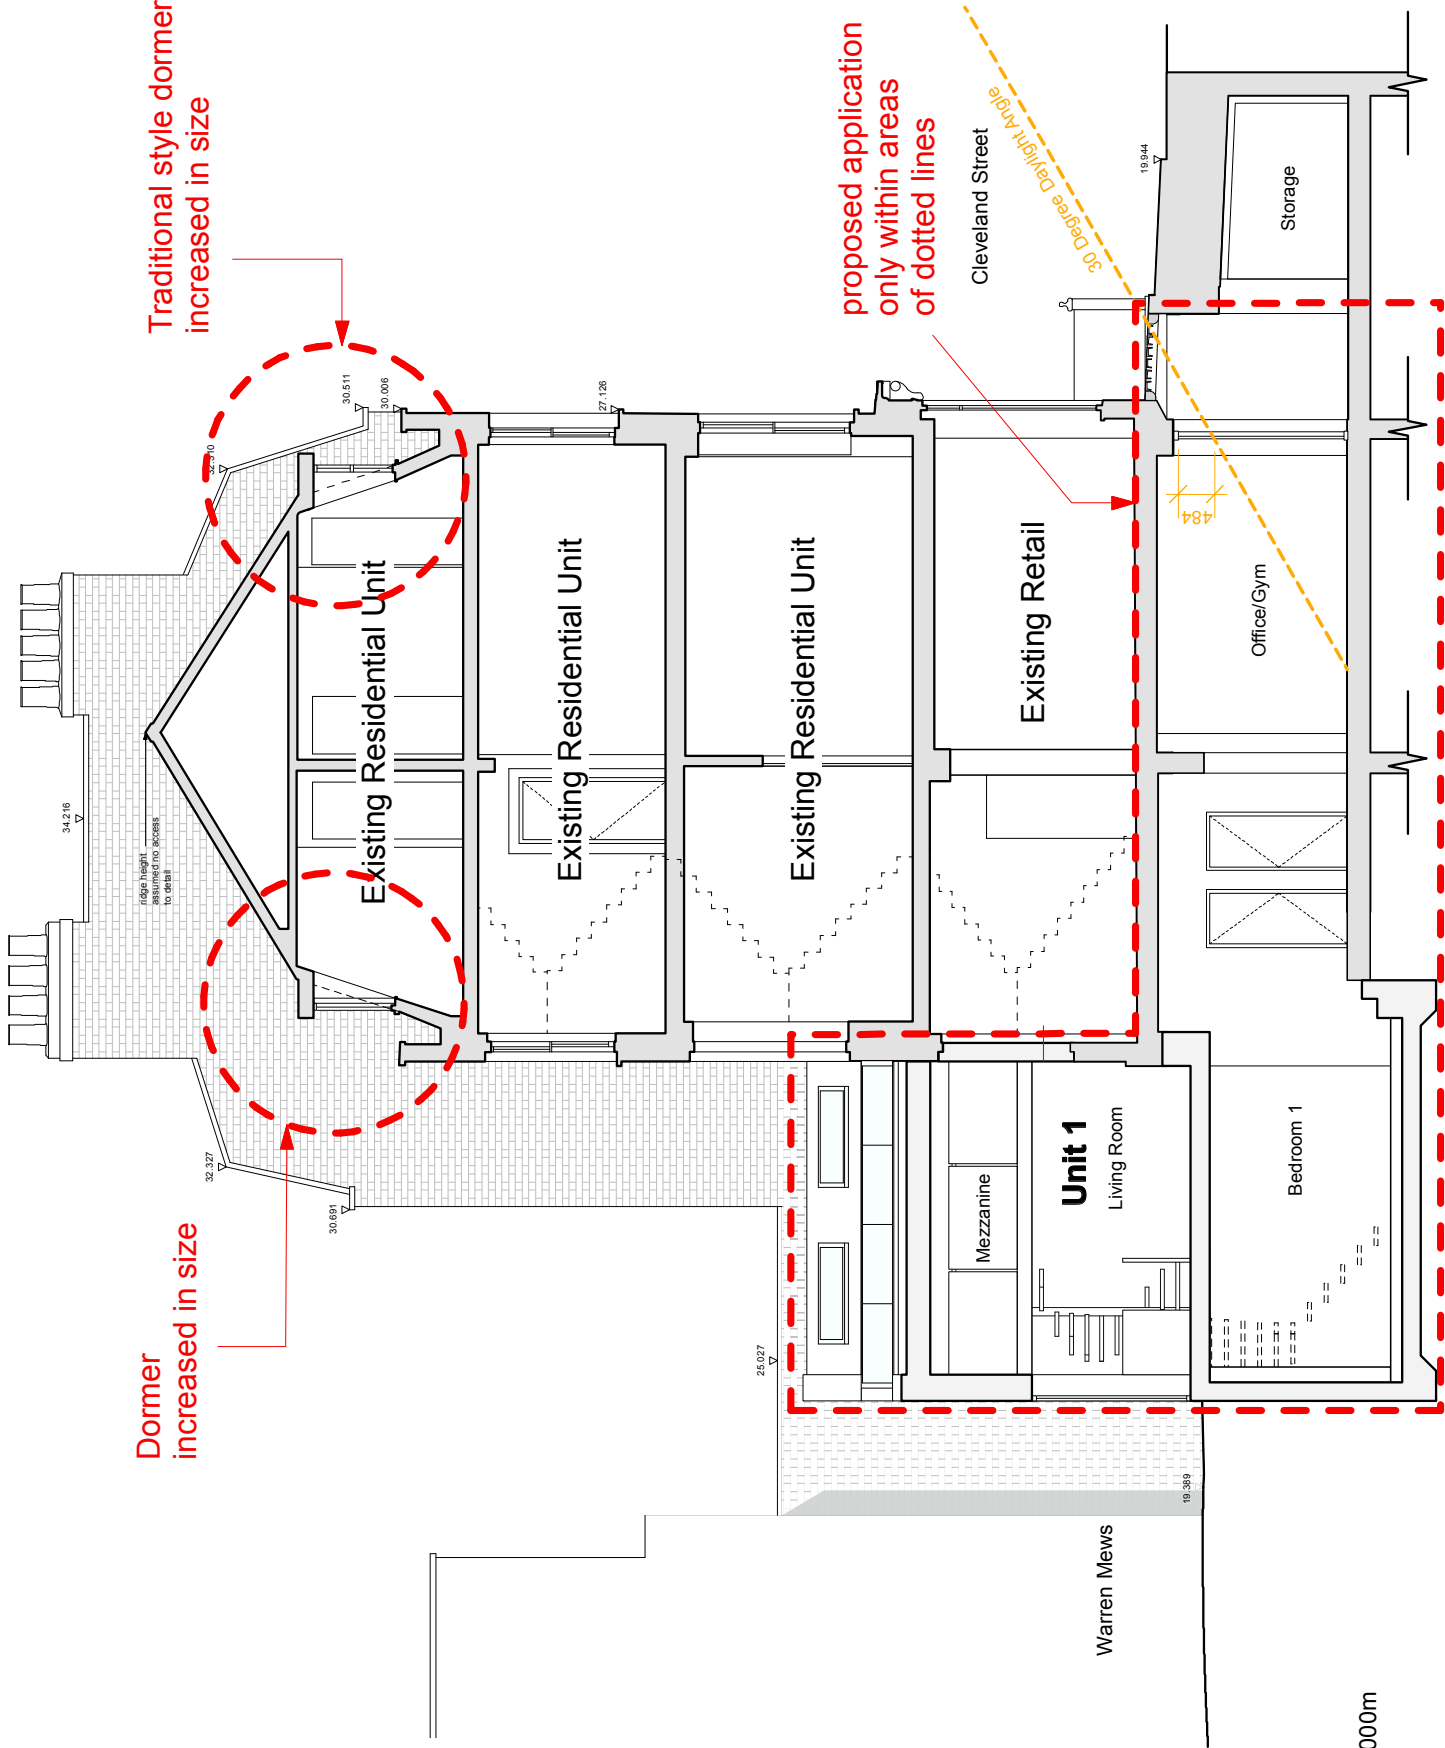 Traditional style dormer
increased in size
Dormer
increased in size
proposed application
only within areas
of dotted lines
34.216
ridge height
assumed no access
to detail
32.310
30.511
30.006
27.126
32.327
30.691
25.027
19.944
19.389
Existing Residential Unit
Existing Residential Unit
Existing Residential Unit
Existing Retail
Cleveland Street
30 Degree Daylight Angle
484
Storage
Office/Gym
Mezzanine
Unit 1
Living Room
Bedroom 1
Warren Mews
000m